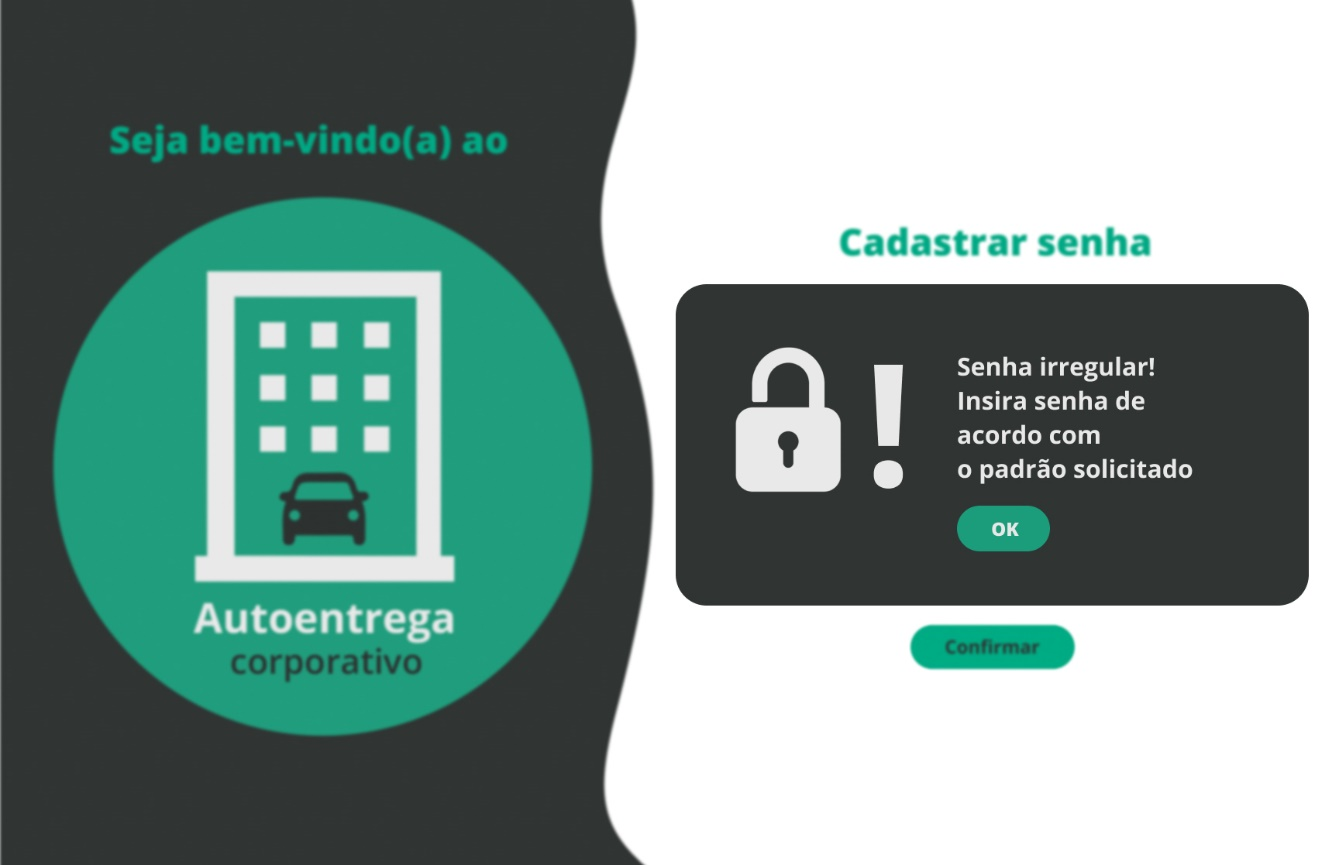 Seja bem-vindo(a) ao
Autoentrega
corporativo
Cadastrar senha
Senha irregular!
Insira senha de
acordo com
o padrão solicitado
OK
Confirmar